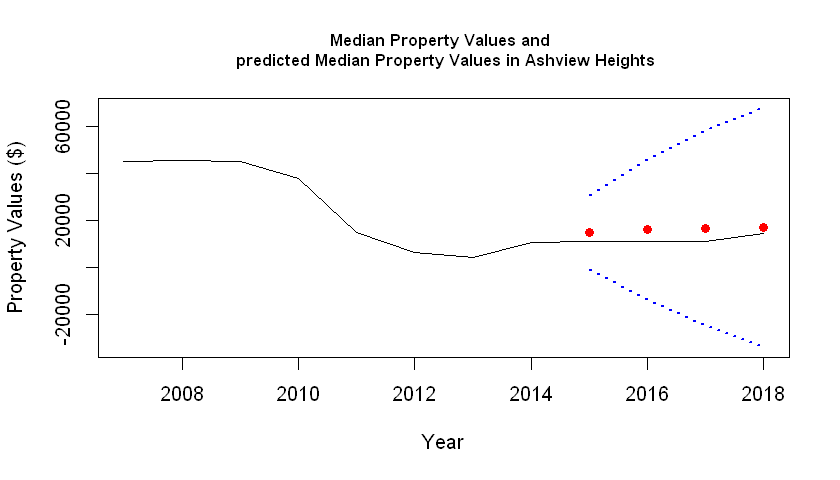 Median Property Values and
predicted Median Property Values in Ashview Heights
Property Values ($)
60000
20000
-20000
2008 2010 2012 2014 2016 2018
Year